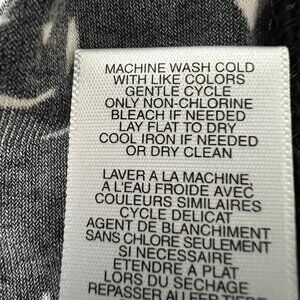 MACHINE WASH COLD
WITH LIKE COLORS
GENTLE CYCLE
ONLY NON-CHLORINE
BLEACH IF NEEDED
LAY FLAT TO DRY
COOL IRON IF NEEDED
OR DRY CLEAN
LAVER A LA MACHINE
A L'EAU FROIDE AVEC
COULEURS SIMILAIRES
CYCLE DELICAT
AGENT DE BLANCHIMENT
SANS CHLORE SEULEMENT
SI NECESSAIRE
ETENDRE A PLAT
LORS DU SECHAGE
REPASSER A